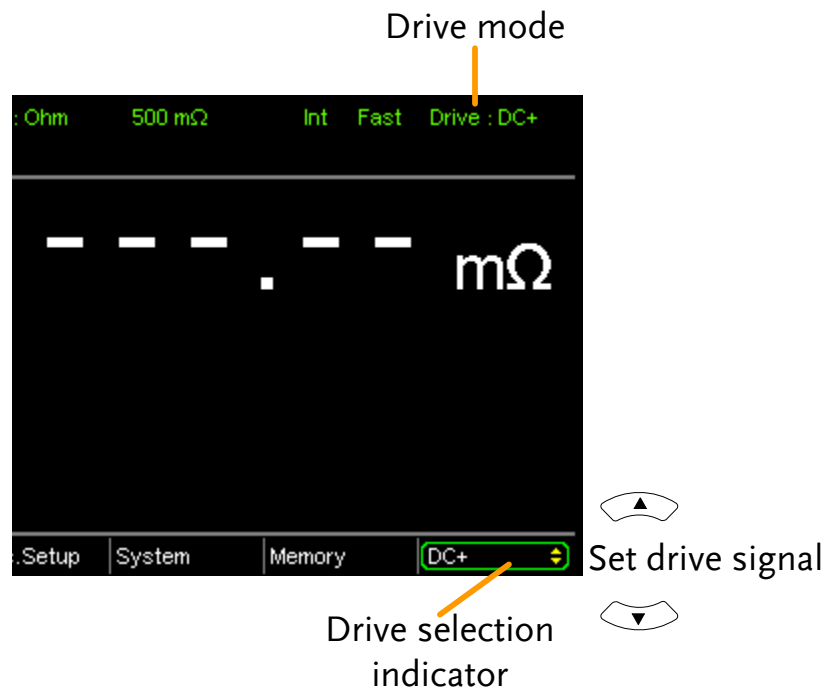 Drive mode
: Ohm 500 mΩ Int Fast Drive : DC+
– – – . – – mΩ
.Setup System Memory DC+
Set drive signal
Drive selection
indicator